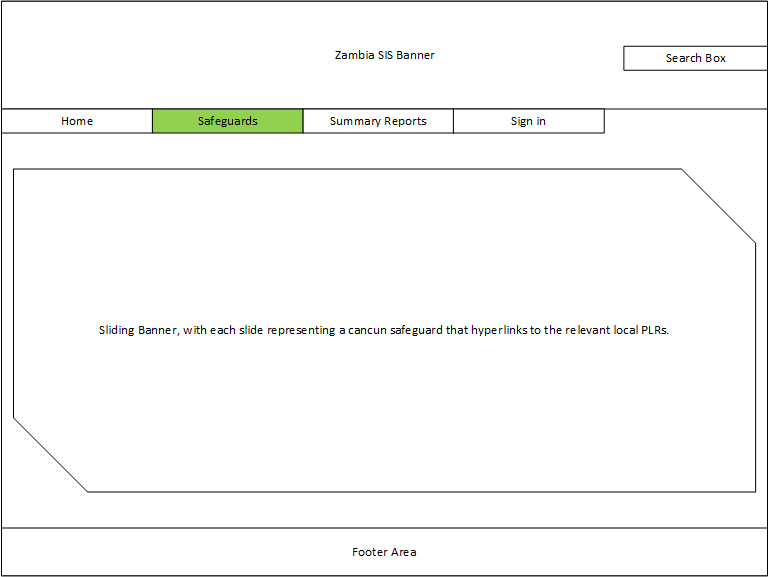 Zambia SIS Banner
Search Box
Home
Safeguards
Summary Reports
Sign in
Sliding Banner, with each slide representing a cancun safeguard that hyperlinks to the relevant local PLRs.
Footer Area